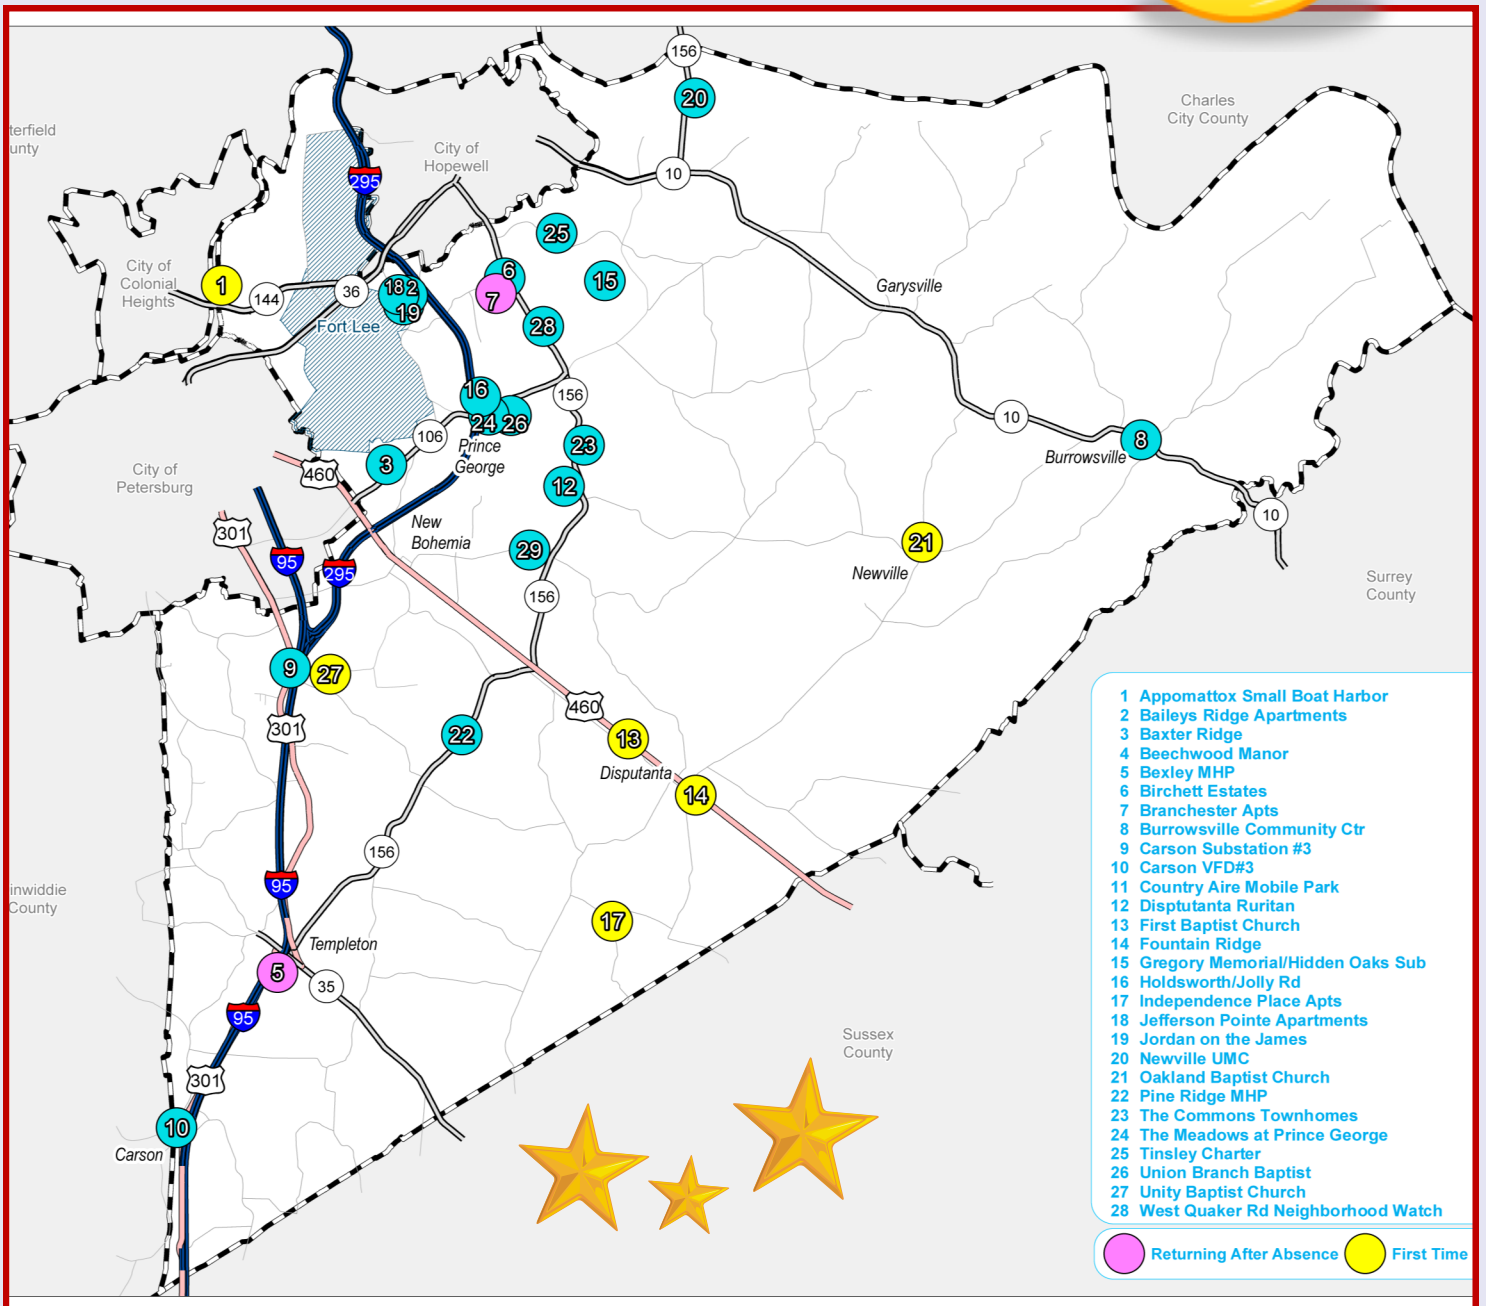 156
20
Charles
City County
terfield
unty
City of
Hopewell
10
295
25
City of
Colonial
Heights
1
144
36
18 2
19
6
7
15
Garysville
Fort Lee
28
16
156
24
26
10
106
Prince
George
23
8
Burrowsville
3
460
City of
Petersburg
12
10
301
New
Bohemia
95
295
29
21
Newville
156
Surrey
County
9
27
301
460
22
13
Disputanta
14
156
95
inwiddie
County
17
Templeton
5
35
95
Sussex
County
301
10
Carson
1 Appomattox Small Boat Harbor
2 Baileys Ridge Apartments
3 Baxter Ridge
4 Beechwood Manor
5 Bexley MHP
6 Birchett Estates
7 Branchester Apts
8 Burrowsville Community Ctr
9 Carson Substation #3
10 Carson VFD#3
11 Country Aire Mobile Park
12 Disptutanta Ruritan
13 First Baptist Church
14 Fountain Ridge
15 Gregory Memorial/Hidden Oaks Sub
16 Holdsworth/Jolly Rd
17 Independence Place Apts
18 Jefferson Pointe Apartments
19 Jordan on the James
20 Newville UMC
21 Oakland Baptist Church
22 Pine Ridge MHP
23 The Commons Townhomes
24 The Meadows at Prince George
25 Tinsley Charter
26 Union Branch Baptist
27 Unity Baptist Church
28 West Quaker Rd Neighborhood Watch
Returning After Absence
First Time